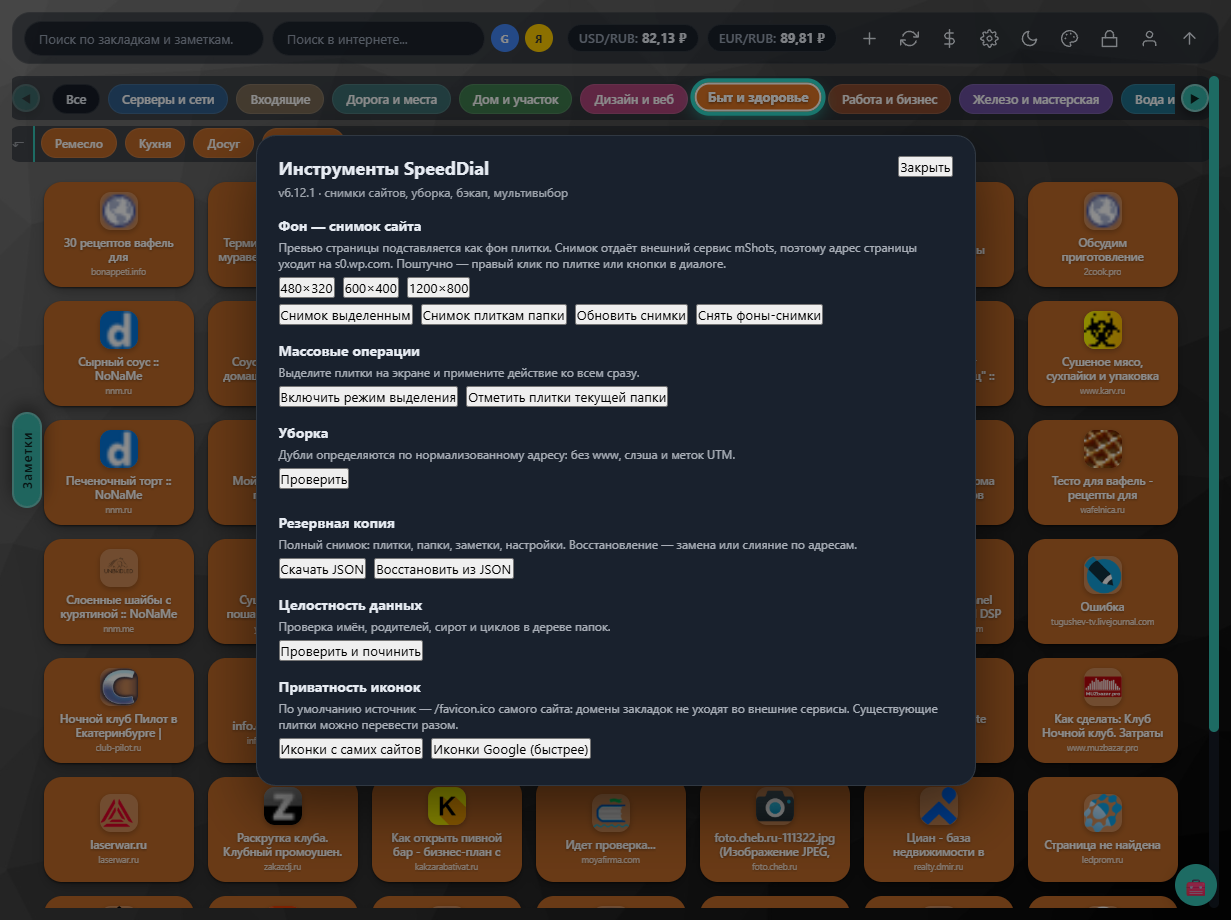 Поиск по закладкам и заметкам.
Поиск в интернете...
G
Я
USD/RUB: 82,13 ₽
EUR/RUB: 89,81 ₽
Все
Серверы и сети
Входящие
Дорога и места
Дом и участок
Дизайн и веб
Быт и здоровье
Работа и бизнес
Железо и мастерская
Вода и
Ремесло
Кухня
Досуг
Инструменты SpeedDial
Закрыть
v6.12.1 · снимки сайтов, уборка, бэкап, мультивыбор
Фон — снимок сайта
Превью страницы подставляется как фон плитки. Снимок отдаёт внешний сервис mShots, поэтому адрес страницы
уходит на s0.wp.com. Поштучно — правый клик по плитке или кнопки в диалоге.
480×320
600×400
1200×800
Снимок выделенным
Снимок плиткам папки
Обновить снимки
Снять фоны-снимки
Массовые операции
Выделите плитки на экране и примените действие ко всем сразу.
Включить режим выделения
Отметить плитки текущей папки
Уборка
Дубли определяются по нормализованному адресу: без www, слэша и меток UTM.
Проверить
Резервная копия
Полный снимок: плитки, папки, заметки, настройки. Восстановление — замена или слияние по адресам.
Скачать JSON
Восстановить из JSON
Целостность данных
Проверка имён, родителей, сирот и циклов в дереве папок.
Проверить и починить
Приватность иконок
По умолчанию источник — /favicon.ico самого сайта: домены закладок не уходят во внешние сервисы. Существующие
плитки можно перевести разом.
Иконки с самих сайтов
Иконки Google (быстрее)
Заметки
30 рецептов вафель
для
bonappeti.info
Обсудим
приготовление
2cook.pro
Сырный соус ::
NoNaMe
nnm.ru
Сушеное мясо,
сухпайки и упаковка
www.karv.ru
Печеночный торт ::
NoNaMe
nnm.ru
Тесто для вафель -
рецепты для
wafelnica.ru
Слоенные шайбы с
курятиной :: NoNaMe
nnm.me
DSP
Ошибка
tugushev-tv.livejournal.com
Ночной клуб Пилот в
Екатеринбурге |
club-pilot.ru
Как сделать: Клуб
Ночной клуб. Затраты
www.muzbazar.pro
laserwar.ru
laserwar.ru
Раскрутка клуба.
Клубный промоушен.
zakazdj.ru
Как открыть пивной
бар - бизнес-план с
kakzarabativat.ru
Идет проверка...
moyafirma.com
foto.cheb.ru-111322.jpg
(Изображение JPEG,
foto.cheb.ru
Циан - база
недвижимости в
realty.dmir.ru
Страница не найдена
ledprom.ru